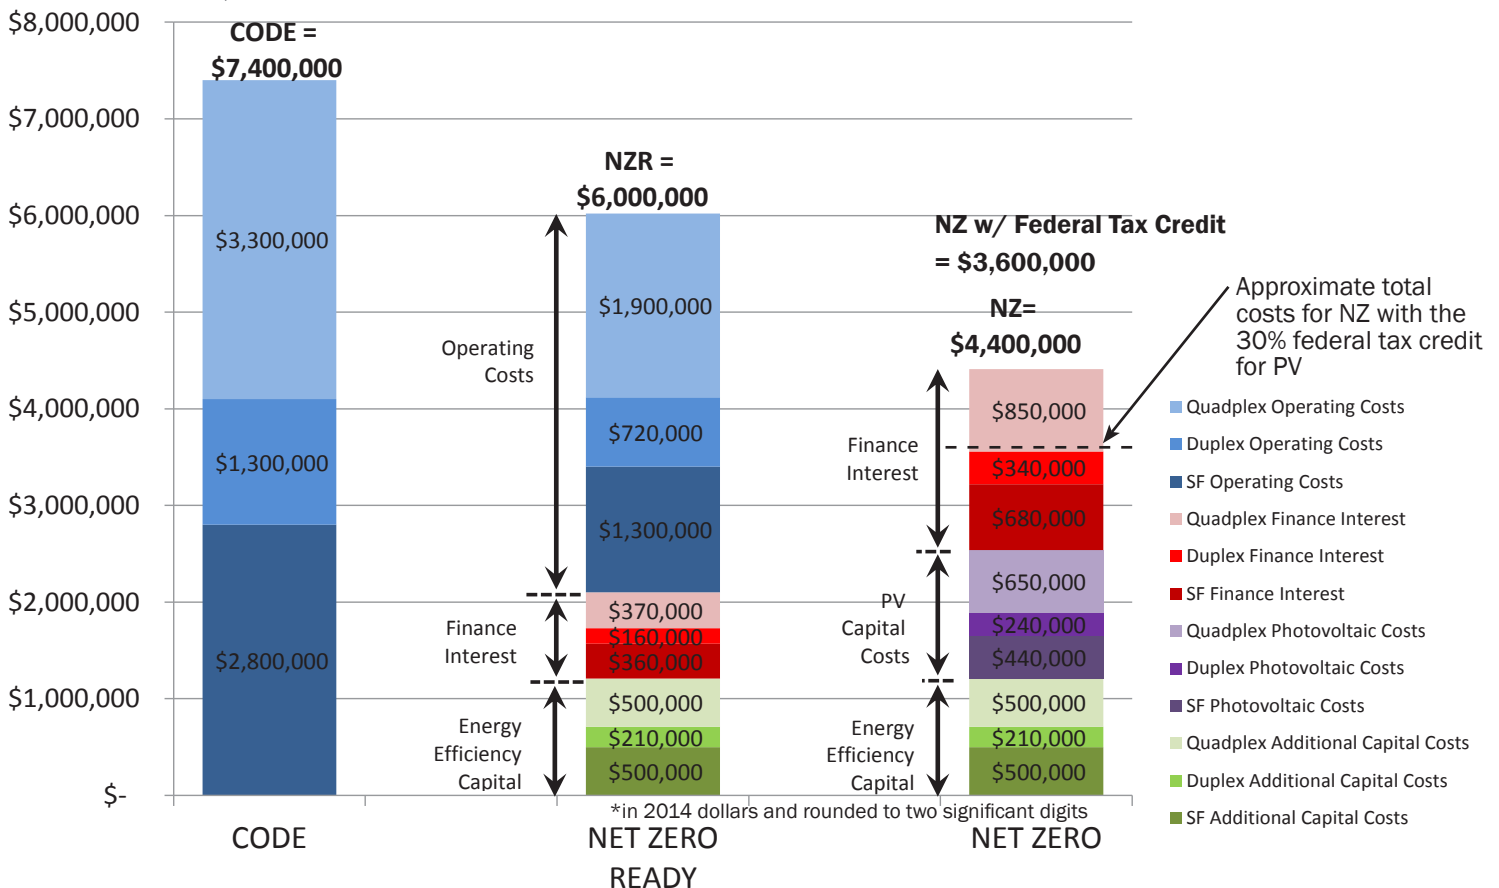 $8,000,000
$7,000,000
$6,000,000
$5,000,000
$4,000,000
$3,000,000
$2,000,000
$1,000,000
$-
CODE =
$7,400,000
$3,300,000
$1,300,000
$2,800,000
CODE
NZR =
$6,000,000
Operating
Costs
Finance
Interest
Energy
Efficiency
Capital
$1,900,000
$720,000
$1,300,000
$370,000
$160,000
$360,000
$500,000
$210,000
$500,000
NET ZERO
READY
NZ w/ Federal Tax Credit
= $3,600,000
NZ=
$4,400,000
Finance
Interest
PV
Capital
Costs
Energy
Efficiency
Capital
$850,000
$340,000
$680,000
$650,000
$240,000
$440,000
$500,000
$210,000
$500,000
*in 2014 dollars and rounded to two significant digits
NET ZERO
Approximate total
costs for NZ with the
30% federal tax credit
for PV
Quadplex Operating Costs
Duplex Operating Costs
SF Operating Costs
Quadplex Finance Interest
Duplex Finance Interest
SF Finance Interest
Quadplex Photovoltaic Costs
Duplex Photovoltaic Costs
SF Photovoltaic Costs
Quadplex Additional Capital Costs
Duplex Additional Capital Costs
SF Additional Capital Costs